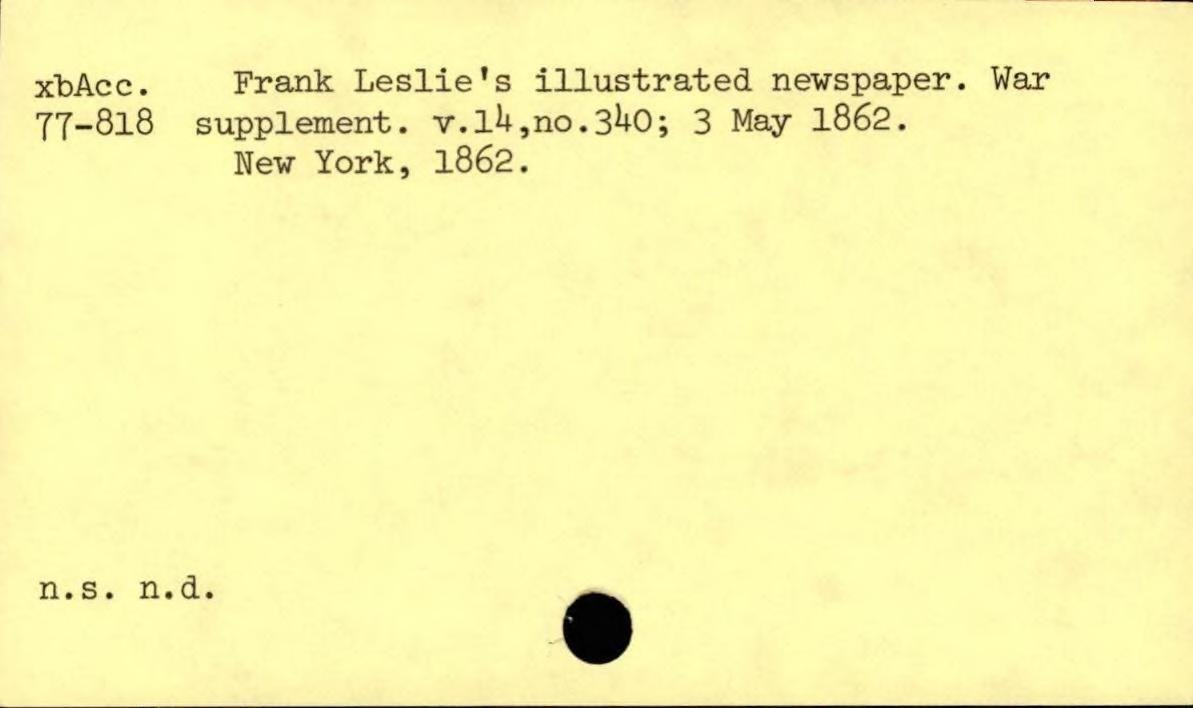 xbAcc. Frank Leslie's illustrated newspaper. War
77-818 supplement. v.14,no.340; 3 May 1862.
New York, 1862.
n.s. n.d.